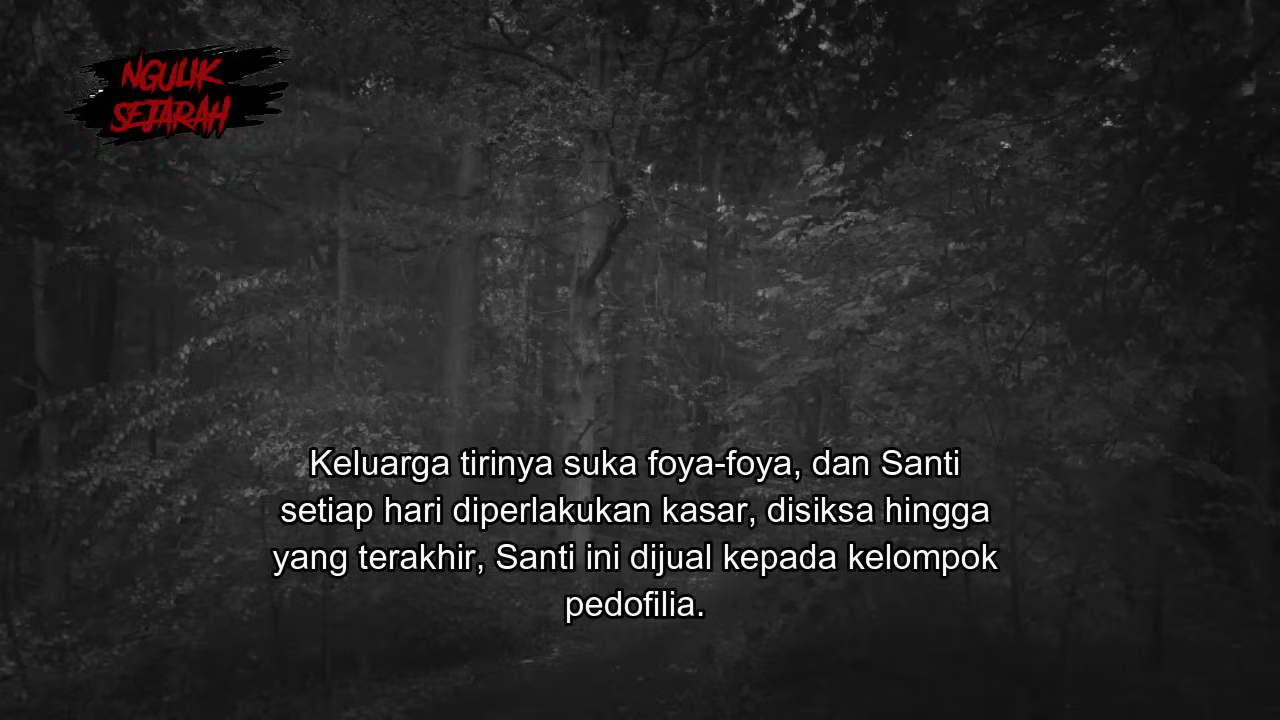 NGULIK
SEJARAH
Keluarga tirinya suka foya-foya, dan Santi
setiap hari diperlakukan kasar, disiksa hingga
yang terakhir, Santi ini dijual kepada kelompok
pedofilia.